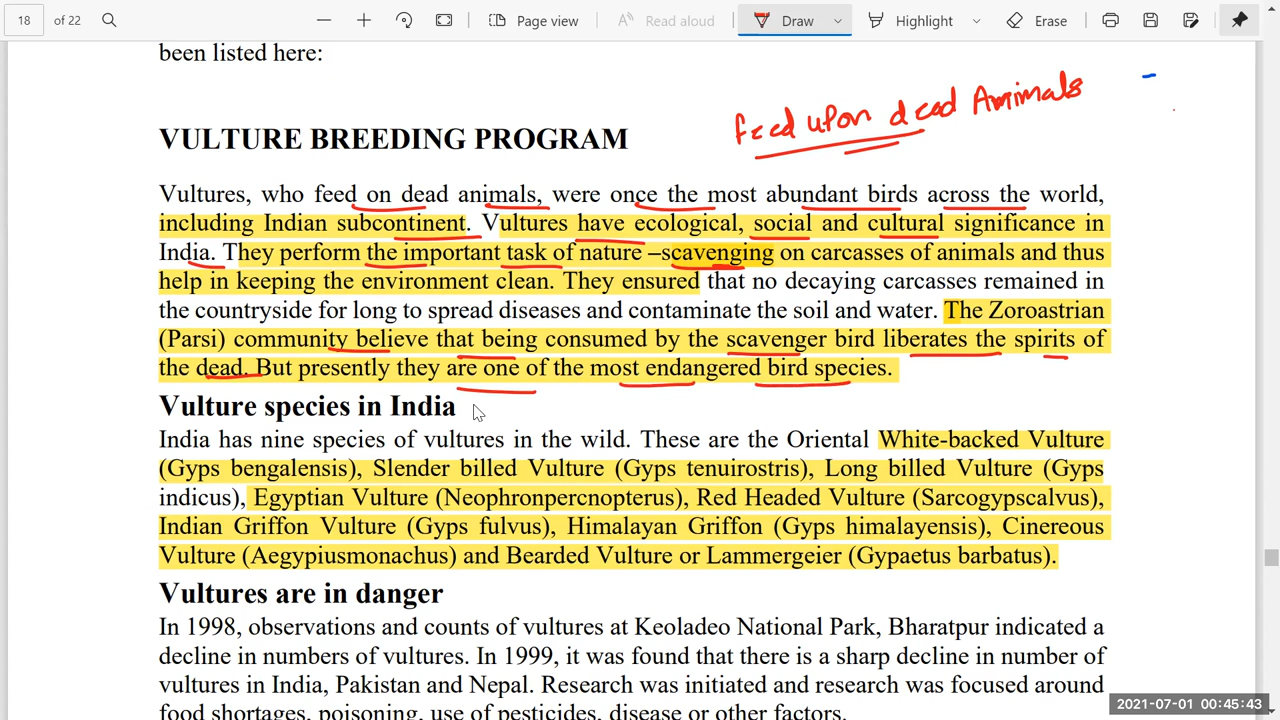 18 of 22 Page view Read aloud Draw Highlight Erase
been listed here:
Feed upon dead Animals
VULTURE BREEDING PROGRAM
Vultures, who feed on dead animals, were once the most abundant birds across the world,
including Indian subcontinent. Vultures have ecological, social and cultural significance in
India. They perform the important task of nature –scavenging on carcasses of animals and thus
help in keeping the environment clean. They ensured that no decaying carcasses remained in
the countryside for long to spread diseases and contaminate the soil and water. The Zoroastrian
(Parsi) community believe that being consumed by the scavenger bird liberates the spirits of
the dead. But presently they are one of the most endangered bird species.
Vulture species in India
India has nine species of vultures in the wild. These are the Oriental White-backed Vulture
(Gyps bengalensis), Slender billed Vulture (Gyps tenuirostris), Long billed Vulture (Gyps
indicus), Egyptian Vulture (Neophronpercnopterus), Red Headed Vulture (Sarcogypscalvus),
Indian Griffon Vulture (Gyps fulvus), Himalayan Griffon (Gyps himalayensis), Cinereous
Vulture (Aegypiusmonachus) and Bearded Vulture or Lammergeier (Gypaetus barbatus).
Vultures are in danger
In 1998, observations and counts of vultures at Keoladeo National Park, Bharatpur indicated a
decline in numbers of vultures. In 1999, it was found that there is a sharp decline in number of
vultures in India, Pakistan and Nepal. Research was initiated and research was focused around
food shortages, poisoning, use of pesticides, disease or other factors.
2021-07-01 00:45:43